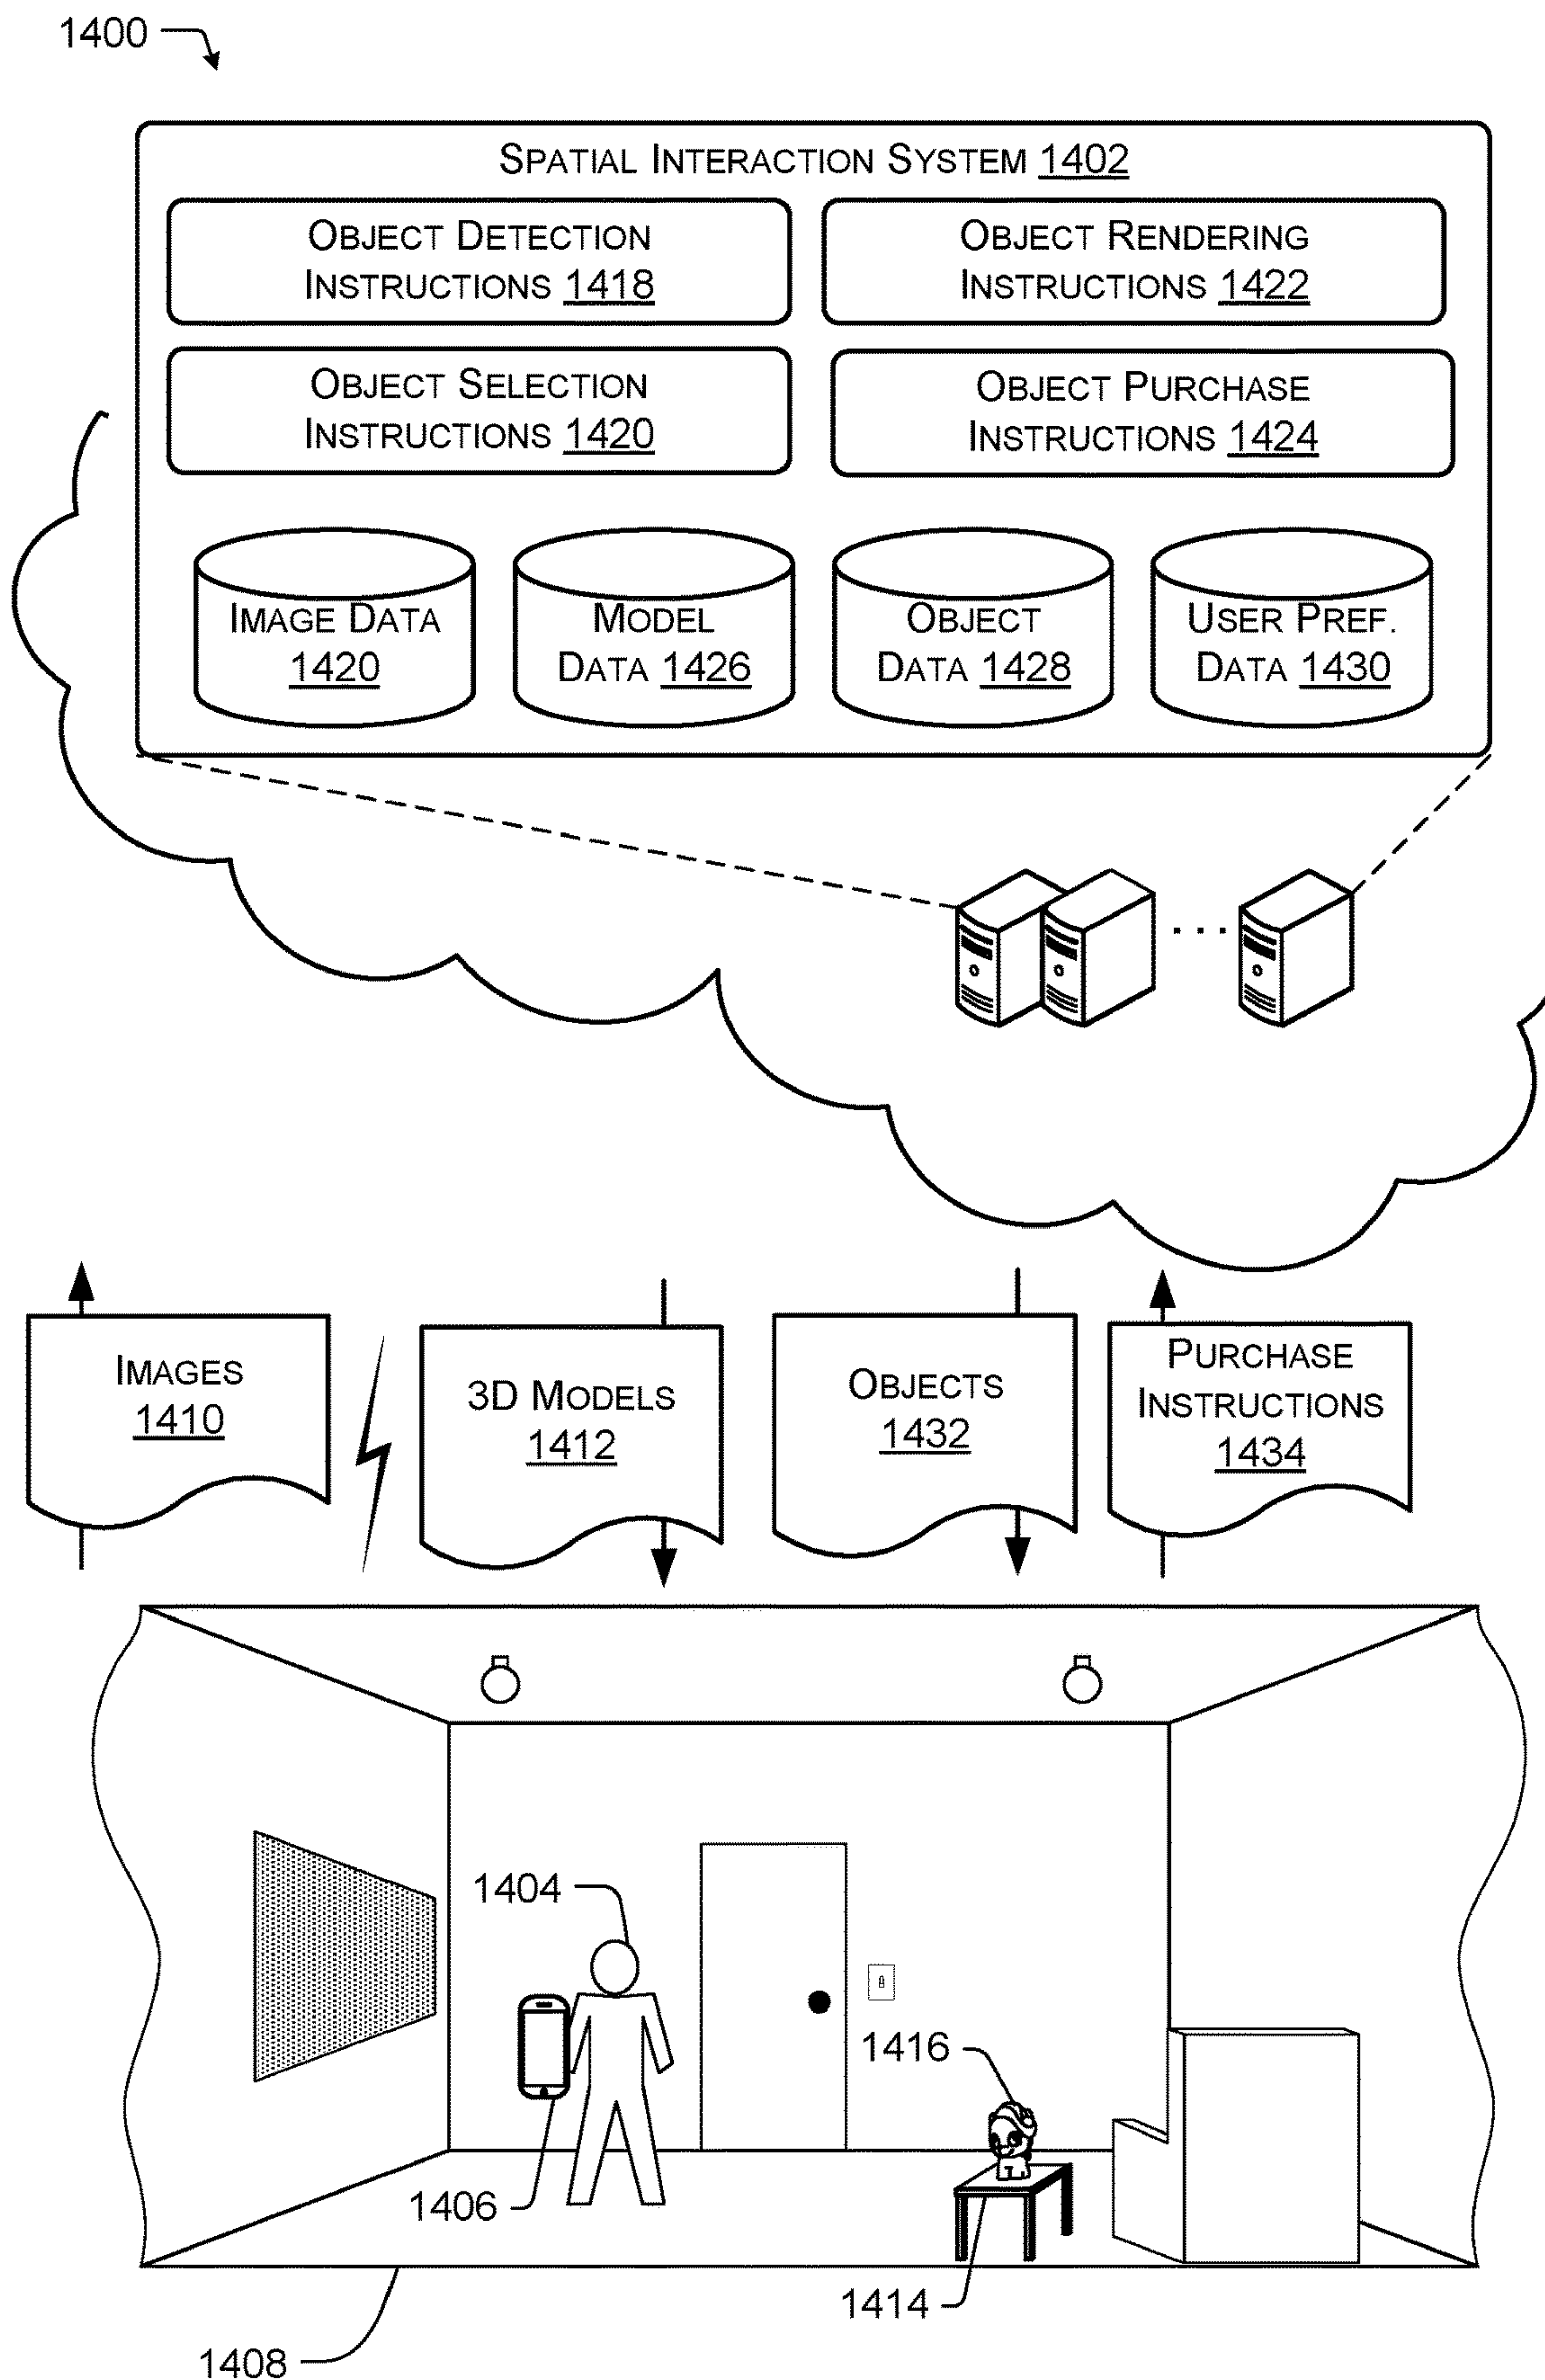 1400
SPATIAL INTERACTION SYSTEM 1402
OBJECT DETECTION
INSTRUCTIONS 1418
OBJECT RENDERING
INSTRUCTIONS 1422
OBJECT SELECTION
INSTRUCTIONS 1420
OBJECT PURCHASE
INSTRUCTIONS 1424
IMAGE DATA
1420
MODEL
DATA 1426
OBJECT
DATA 1428
USER PREF.
DATA 1430
...
IMAGES
1410
3D MODELS
1412
OBJECTS
1432
PURCHASE
INSTRUCTIONS
1434
1404
1416
1406
1414
1408